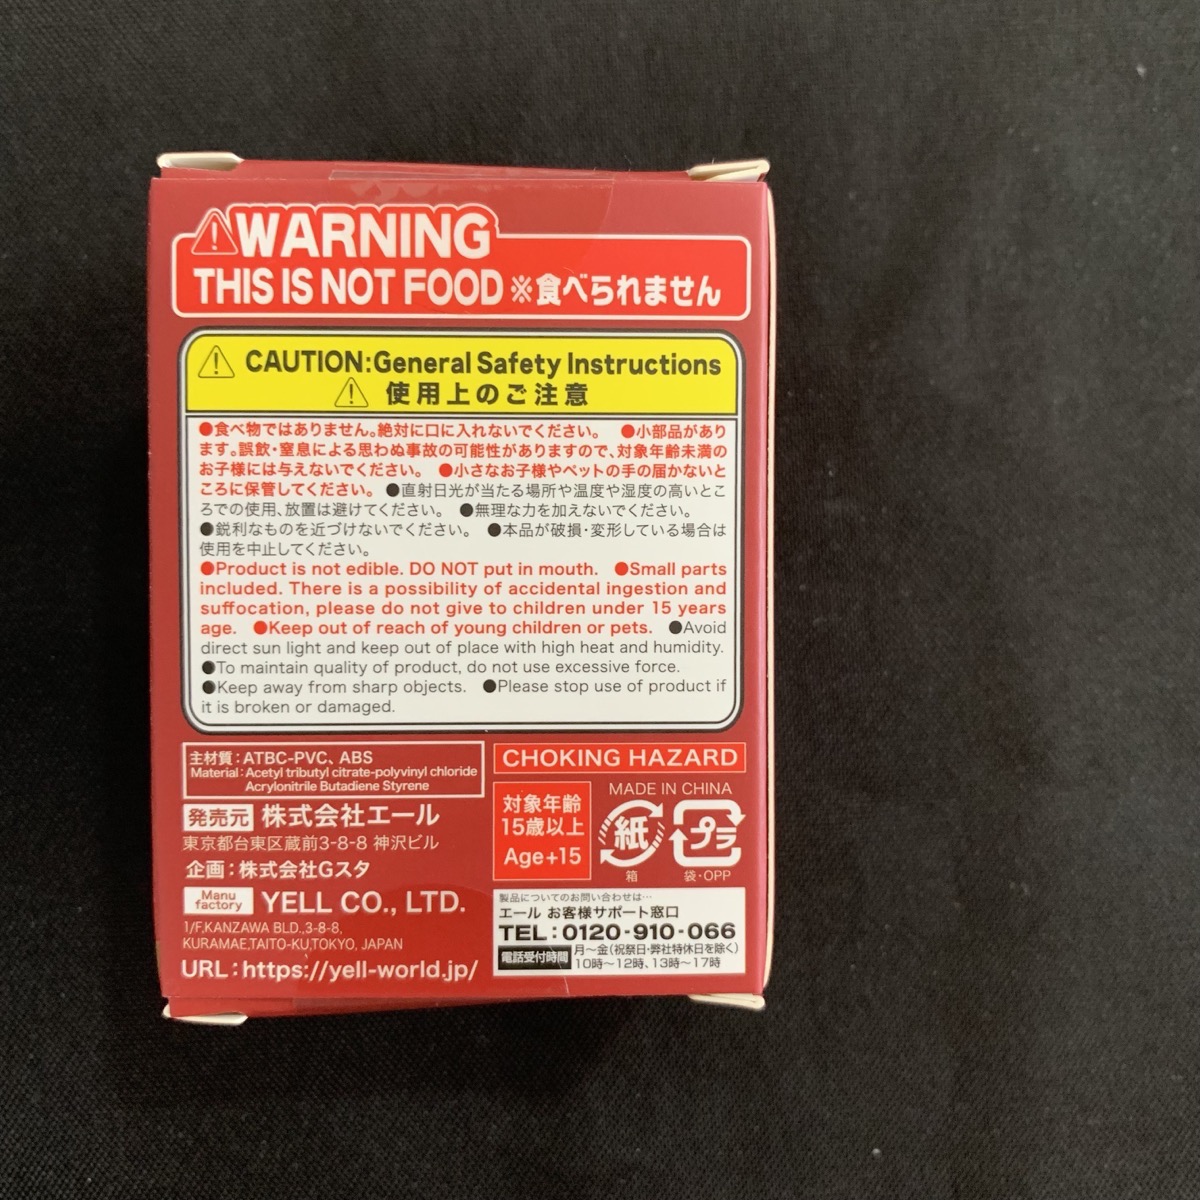 WARNING
THIS IS NOT FOOD ※食べられません
CAUTION:General Safety Instructions
使用上のご注意
●食べ物ではありません。絶対に口に入れないでください。 ●小部品があり
ます。誤飲・窒息による思わぬ事故の可能性がありますので、対象年齢未満の
お子様には与えないでください。 ●小さなお子様やペットの手の届かないと
ころに保管してください。 ●直射日光が当たる場所や温度や湿度の高いとこ
ろでの使用、放置は避けてください。 ●無理な力を加えないでください。
●鋭利なものを近づけないでください。 ●本品が破損・変形している場合は
使用を中止してください。
●Product is not edible. DO NOT put in mouth. ●Small parts
included. There is a possibility of accidental ingestion and
suffocation, please do not give to children under 15 years
age. ●Keep out of reach of young children or pets. ●Avoid
direct sun light and keep out of place with high heat and humidity.
●To maintain quality of product, do not use excessive force.
●Keep away from sharp objects. ●Please stop use of product if
it is broken or damaged.
主材質：ATBC-PVC、ABS
Material：Acetyl tributyl citrate-polyvinyl chloride
Acrylonitrile Butadiene Styrene
発売元 株式会社エール
東京都台東区蔵前3-8-8 神沢ビル
企画：株式会社Gスタ
Manu
factory YELL CO., LTD.
1/F,KANZAWA BLD.,3-8-8,
KURAMAE,TAITO-KU,TOKYO, JAPAN
URL：https://yell-world.jp/
CHOKING HAZARD
対象年齢
15歳以上
Age+15
MADE IN CHINA
紙
箱
プラ
袋・OPP
製品についてのお問い合わせは…
エール お客様サポート窓口
TEL：0120-910-066
電話受付時間 月～金（祝祭日・弊社特休日を除く）
10時～12時、13時～17時